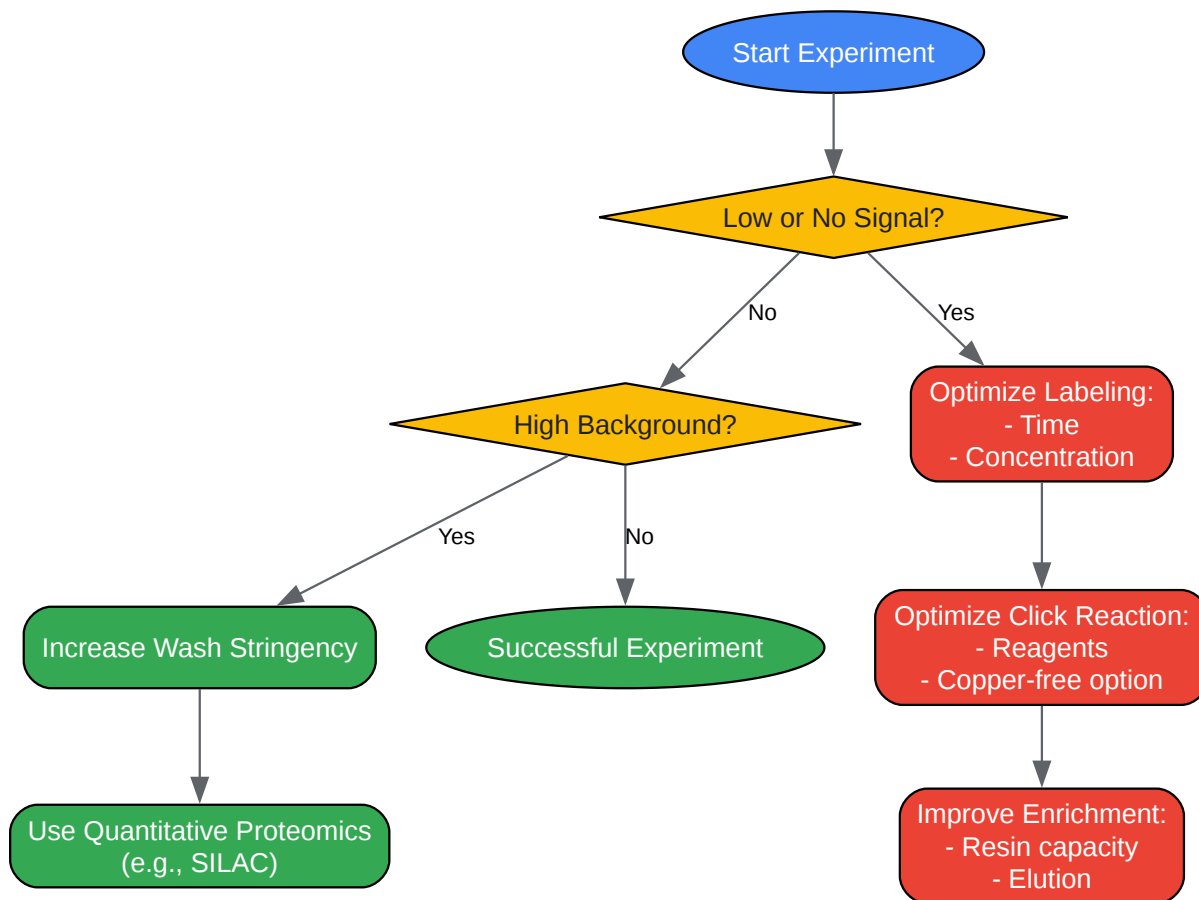 Start Experiment
Low or No Signal?
No
Yes
High Background?
Optimize Labeling:
- Time
- Concentration
Yes
No
Increase Wash Stringency
Successful Experiment
Optimize Click Reaction:
- Reagents
- Copper-free option
Use Quantitative Proteomics
(e.g., SILAC)
Improve Enrichment:
- Resin capacity
- Elution